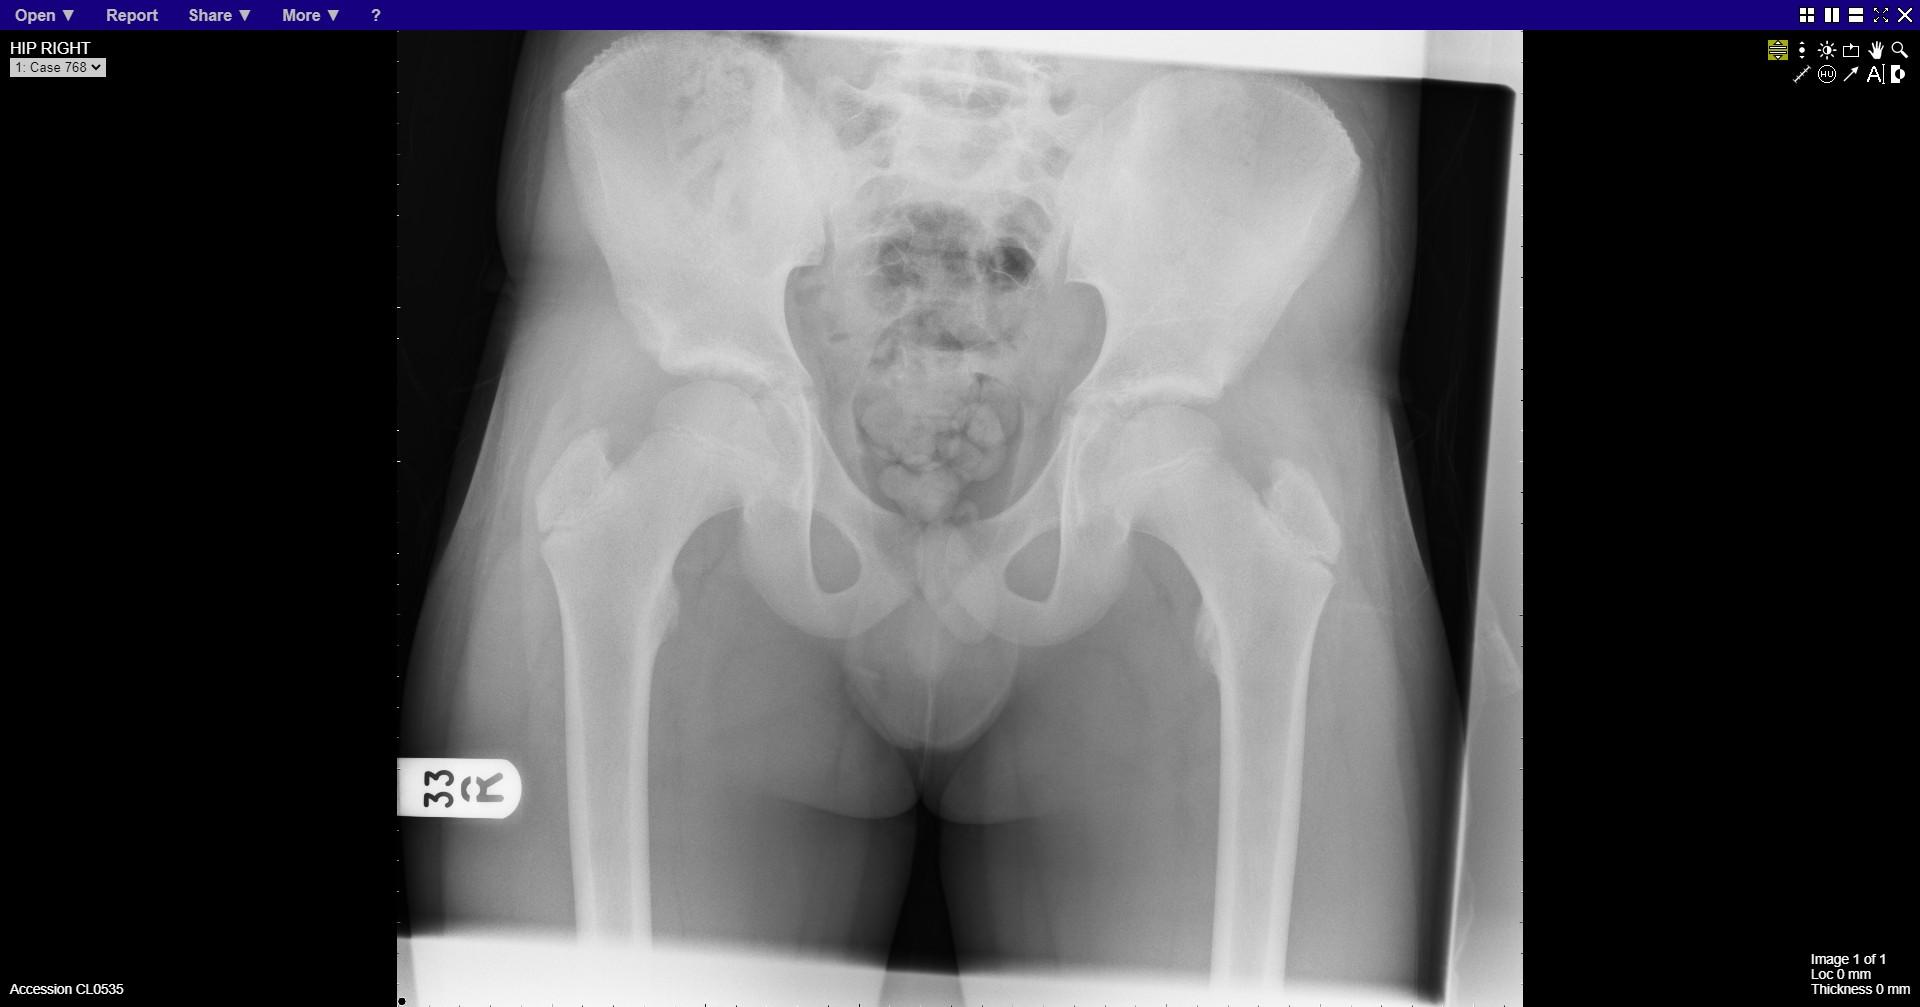 Open ▼ Report Share ▼ More ▼ ?
HIP RIGHT
1: Case 768
HU
A
33
R
Accession CL0535
Image 1 of 1
Loc 0 mm
Thickness 0 mm